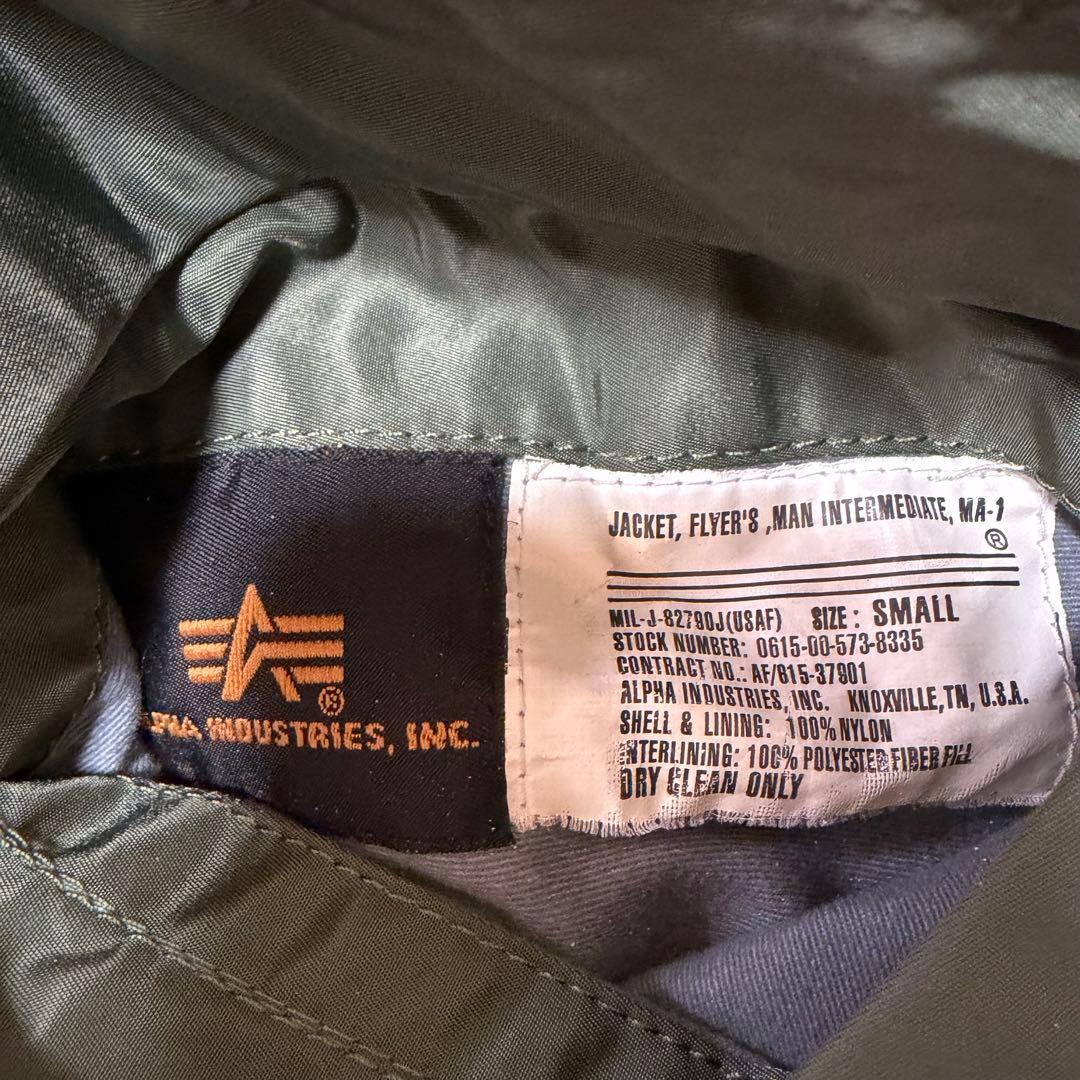 ALPHA INDUSTRIES, INC.
®
JACKET, FLYER'S ,MAN INTERMEDIATE, MA-1
®
MIL-J-82790J(USAF) SIZE: SMALL
STOCK NUMBER: 0615-00-573-8335
CONTRACT NO.: AF/615-37901
ALPHA INDUSTRIES, INC. KNOXVILLE,TN, U.S.A.
SHELL & LINING: 100% NYLON
INTERLINING: 100% POLYESTER FIBER FILL
DRY CLEAN ONLY